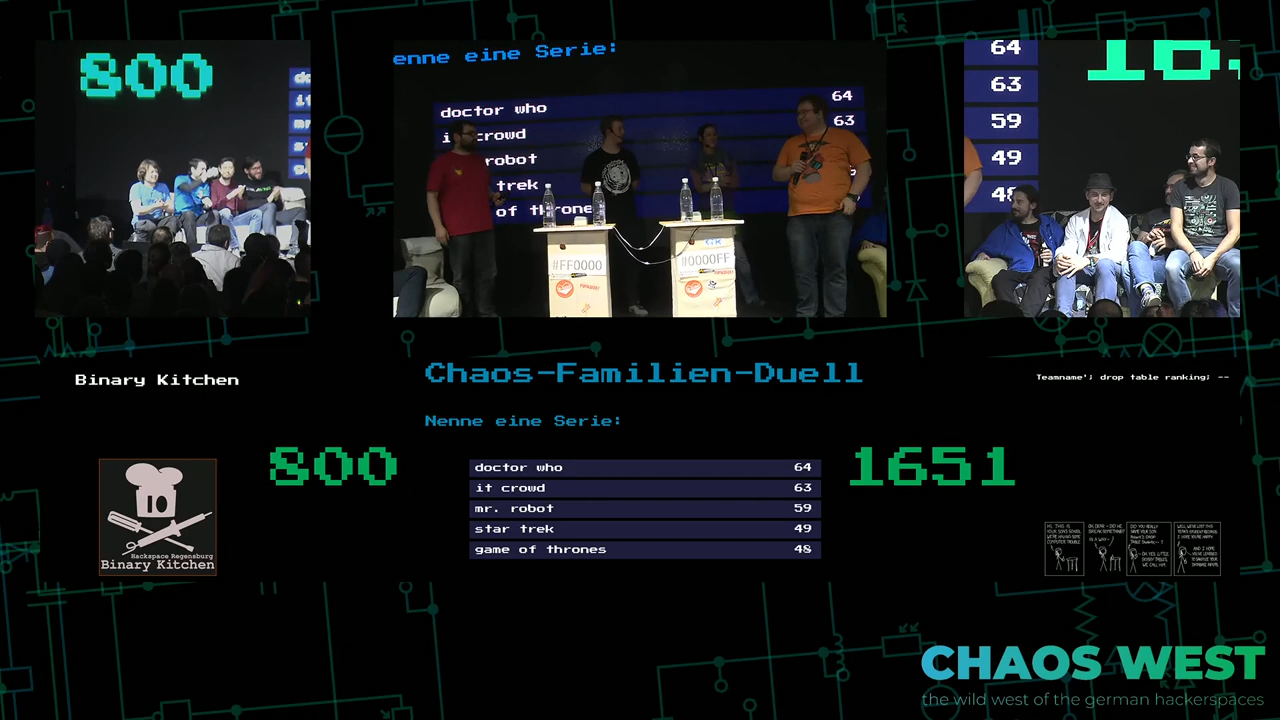 800
enne eine Serie:
doctor who 64
crowd 63
robot
trek
of throne
#FF0000
#0000FF
64
63
59
49
48
10
Binary Kitchen
Chaos-Familien-Duell
Teamname'; drop table ranking; --
Nenne eine Serie:
800
1651
doctor who 64
it crowd 63
mr. robot 59
star trek 49
game of thrones 48
Hackspace Regensburg
Binary Kitchen
CHAOS WEST
the wild west of the german hackerspaces